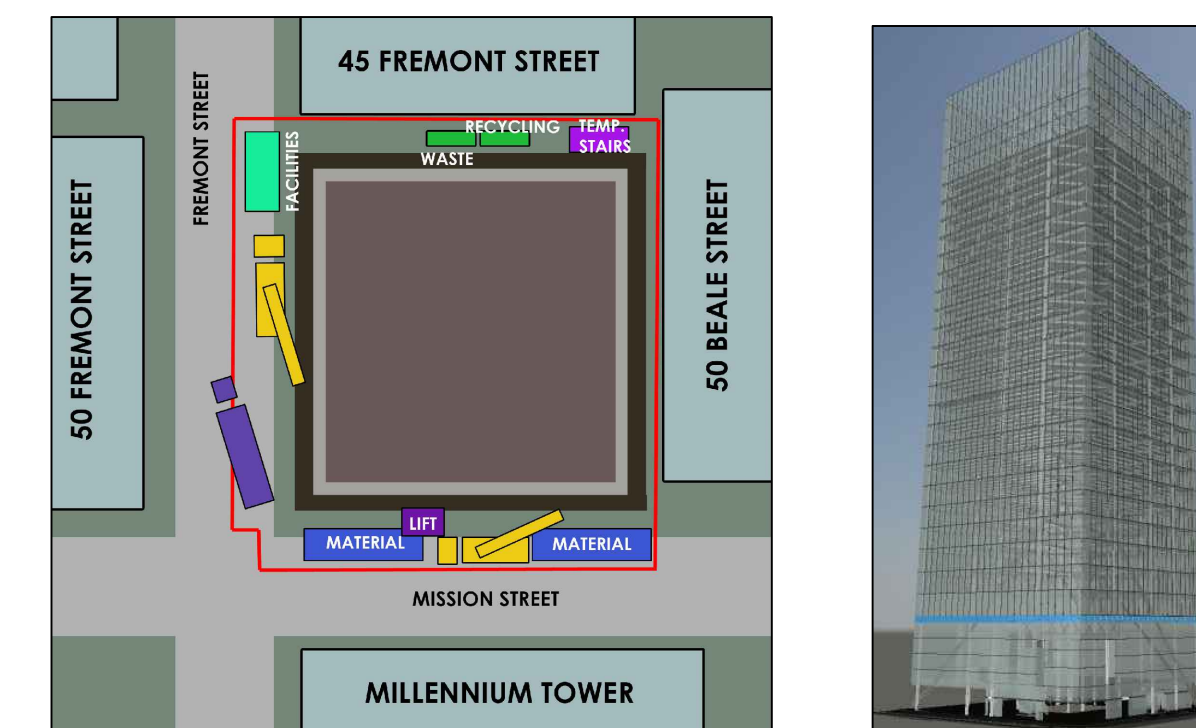 45 FREMONT STREET
FREMONT STREET
RECYCLING
TEMP.
STAIRS
WASTE
FACILITIES
50 FREMONT STREET
50 BEALE STREET
LIFT
MATERIAL
MATERIAL
MISSION STREET
MILLENNIUM TOWER